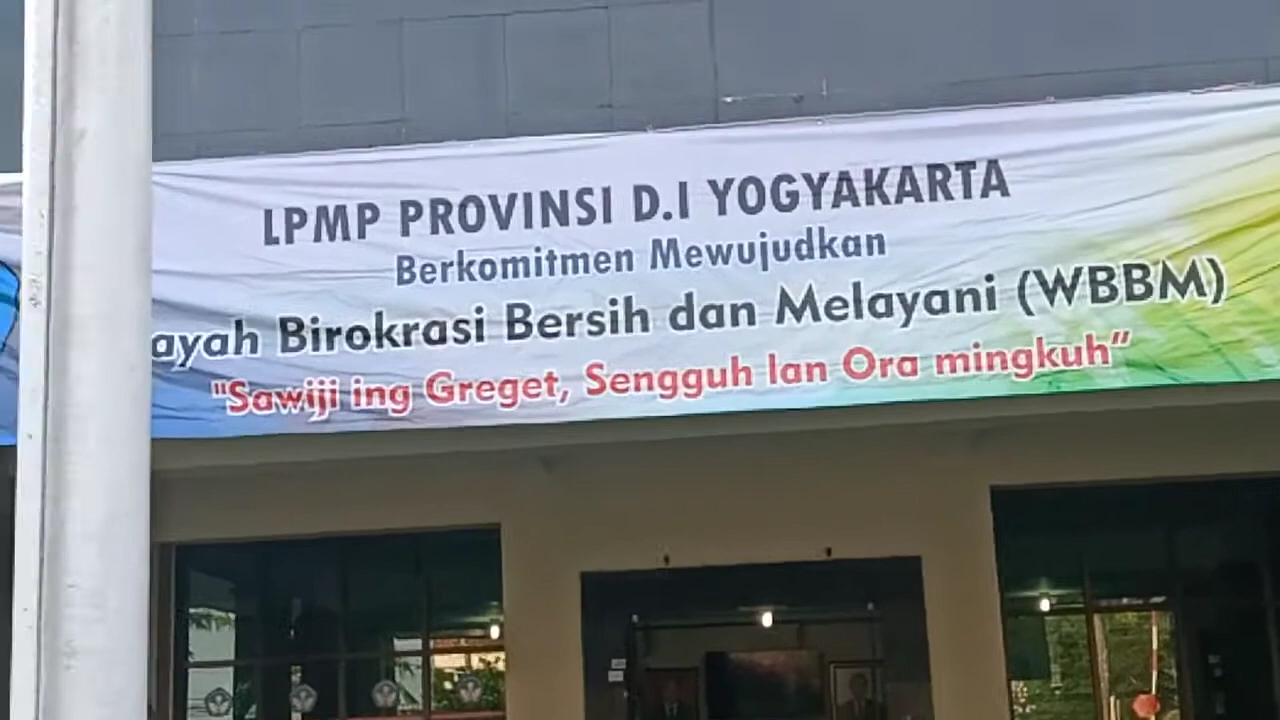 LPMP PROVINSI D.I YOGYAKARTA
Berkomitmen Mewujudkan
ayah Birokrasi Bersih dan Melayani (WBBM)
"Sawiji ing Greget, Sengguh lan Ora mingkuh"